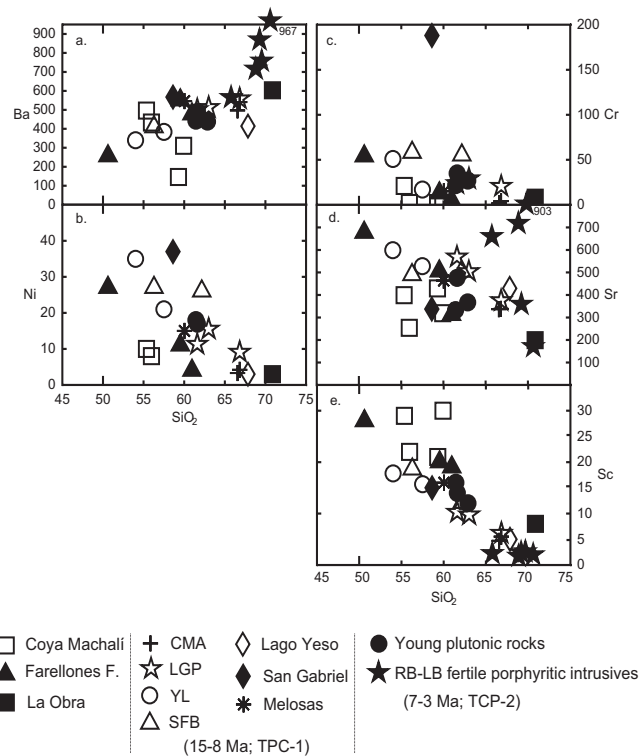 a.
967
900
800
700
600
500
400
300
200
100
0
Ba
c.
200
150
100
50
0
Cr
b.
40
30
20
10
0
Ni
45 50 55 60 65 70 75
SiO2
d.
903
700
600
500
400
300
200
100
Sr
e.
30
25
20
15
10
5
0
Sc
45 50 55 60 65 70 75
SiO2
Coya Machalí
Farellones F.
La Obra
CMA
LGP
YL
SFB
(15-8 Ma; TPC-1)
Lago Yeso
San Gabriel
Melosas
Young plutonic rocks
RB-LB fertile porphyritic intrusives
(7-3 Ma; TCP-2)